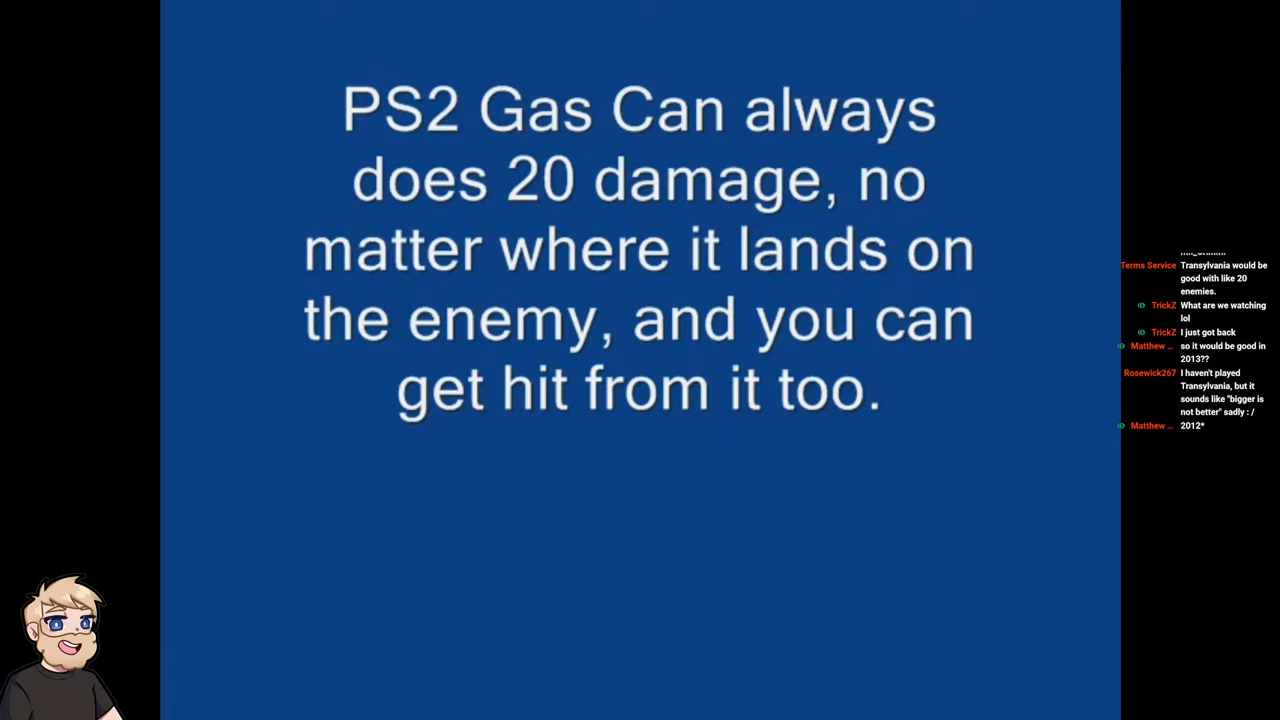 PS2 Gas Can always
does 20 damage, no
matter where it lands on
the enemy, and you can
get hit from it too.
Terms Service Transylvania would be
good with like 20
enemies.
TrickZ What are we watching
lol
TrickZ I just got back
Matthew ... so it would be good in
2013??
Rosewick267 I haven't played
Transylvania, but it
sounds like "bigger is
not better" sadly : /
Matthew ... 2012*